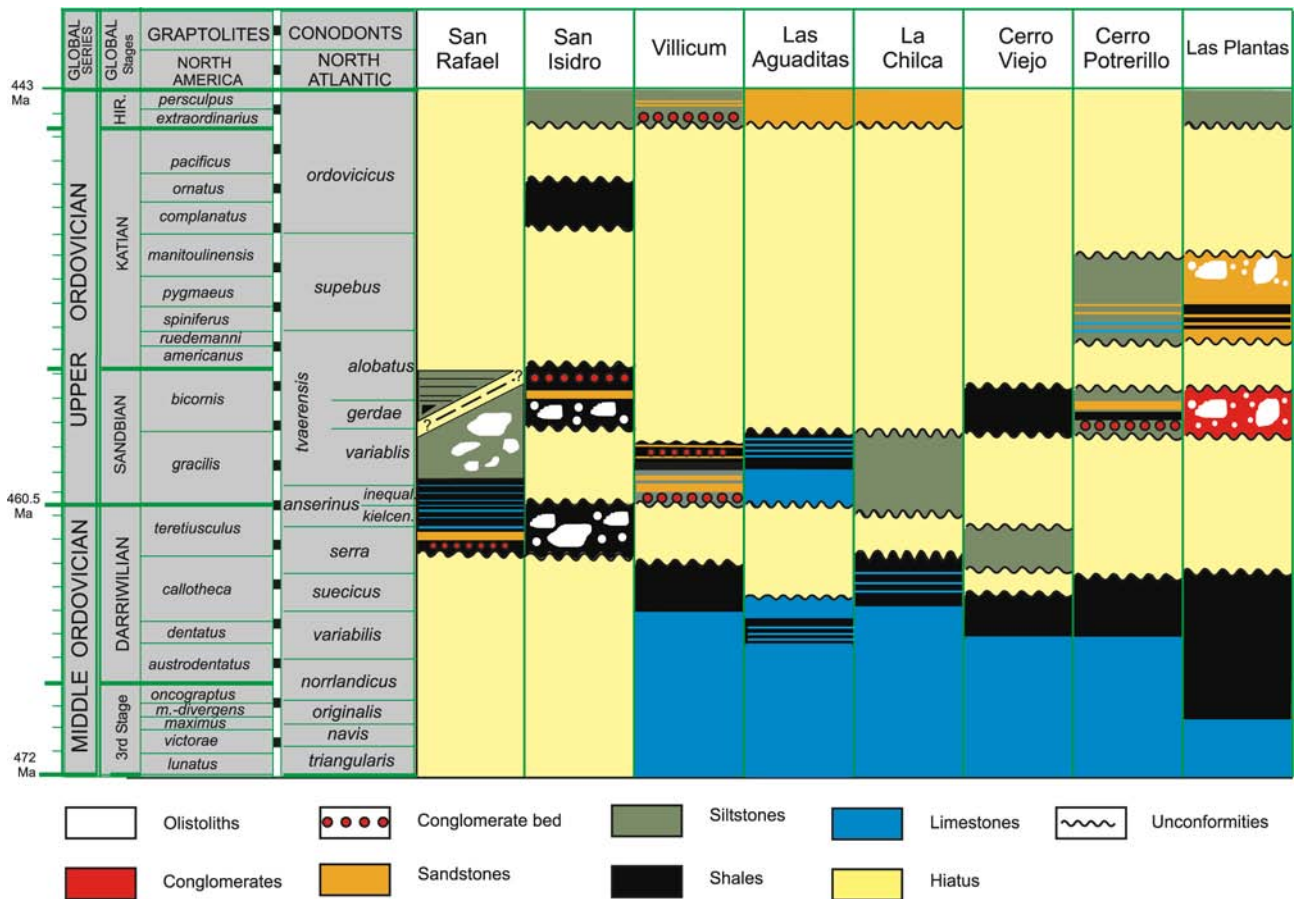 GLOBAL SERIES
GLOBAL Stages
GRAPTOLITES
NORTH
AMERICA
CONODONTS
NORTH
ATLANTIC
San
Rafael
San
Isidro
Villicum
Las
Aguaditas
La
Chilca
Cerro
Viejo
Cerro
Potrerillo
Las Plantas
443
Ma
460.5
Ma
472
Ma
UPPER ORDOVICIAN
MIDDLE ORDOVICIAN
HIR.
KATIAN
SANDBIAN
DARRIWILIAN
3rd Stage
persculpus
extraordinarius
pacificus
ornatus
complanatus
manitoulinensis
pygmaeus
spiniferus
ruedemanni
americanus
bicornis
gracilis
teretiusculus
callotheca
dentatus
austrodentatus
oncograptus
m.-divergens
maximus
victorae
lunatus
ordovicicus
supebus
tvaerensis
alobatus
gerdae
variablis
anserinus
inequal.
kielcen.
serra
suecicus
variabilis
norrlandicus
originalis
navis
triangularis
?
?
Olistoliths
Conglomerate bed
Siltstones
Limestones
Unconformities
Conglomerates
Sandstones
Shales
Hiatus